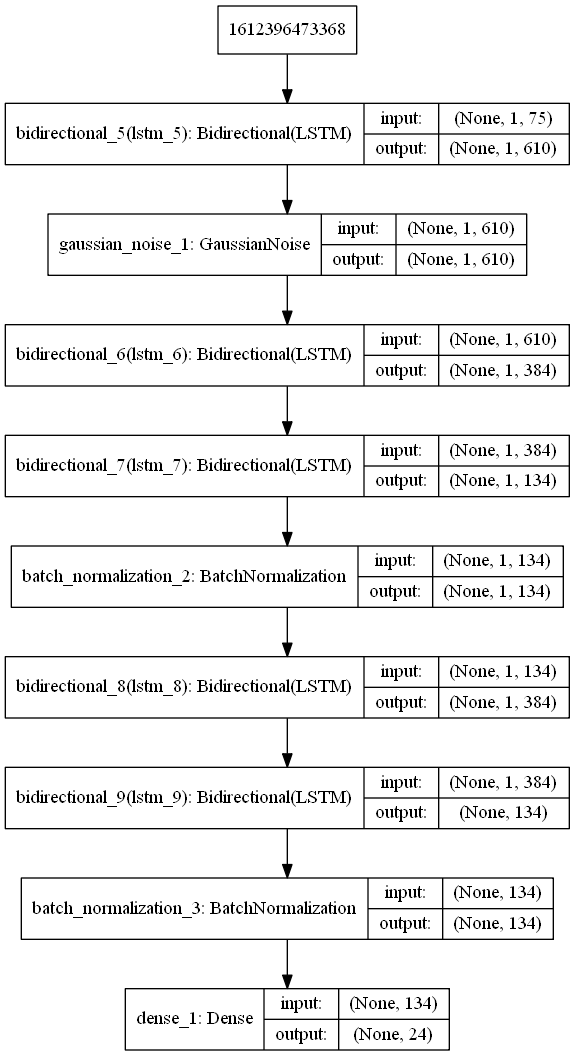 1612396473368
bidirectional_5(lstm_5): Bidirectional(LSTM)
input: (None, 1, 75)
output: (None, 1, 610)
gaussian_noise_1: GaussianNoise
input: (None, 1, 610)
output: (None, 1, 610)
bidirectional_6(lstm_6): Bidirectional(LSTM)
input: (None, 1, 610)
output: (None, 1, 384)
bidirectional_7(lstm_7): Bidirectional(LSTM)
input: (None, 1, 384)
output: (None, 1, 134)
batch_normalization_2: BatchNormalization
input: (None, 1, 134)
output: (None, 1, 134)
bidirectional_8(lstm_8): Bidirectional(LSTM)
input: (None, 1, 134)
output: (None, 1, 384)
bidirectional_9(lstm_9): Bidirectional(LSTM)
input: (None, 1, 384)
output: (None, 134)
batch_normalization_3: BatchNormalization
input: (None, 134)
output: (None, 134)
dense_1: Dense
input: (None, 134)
output: (None, 24)